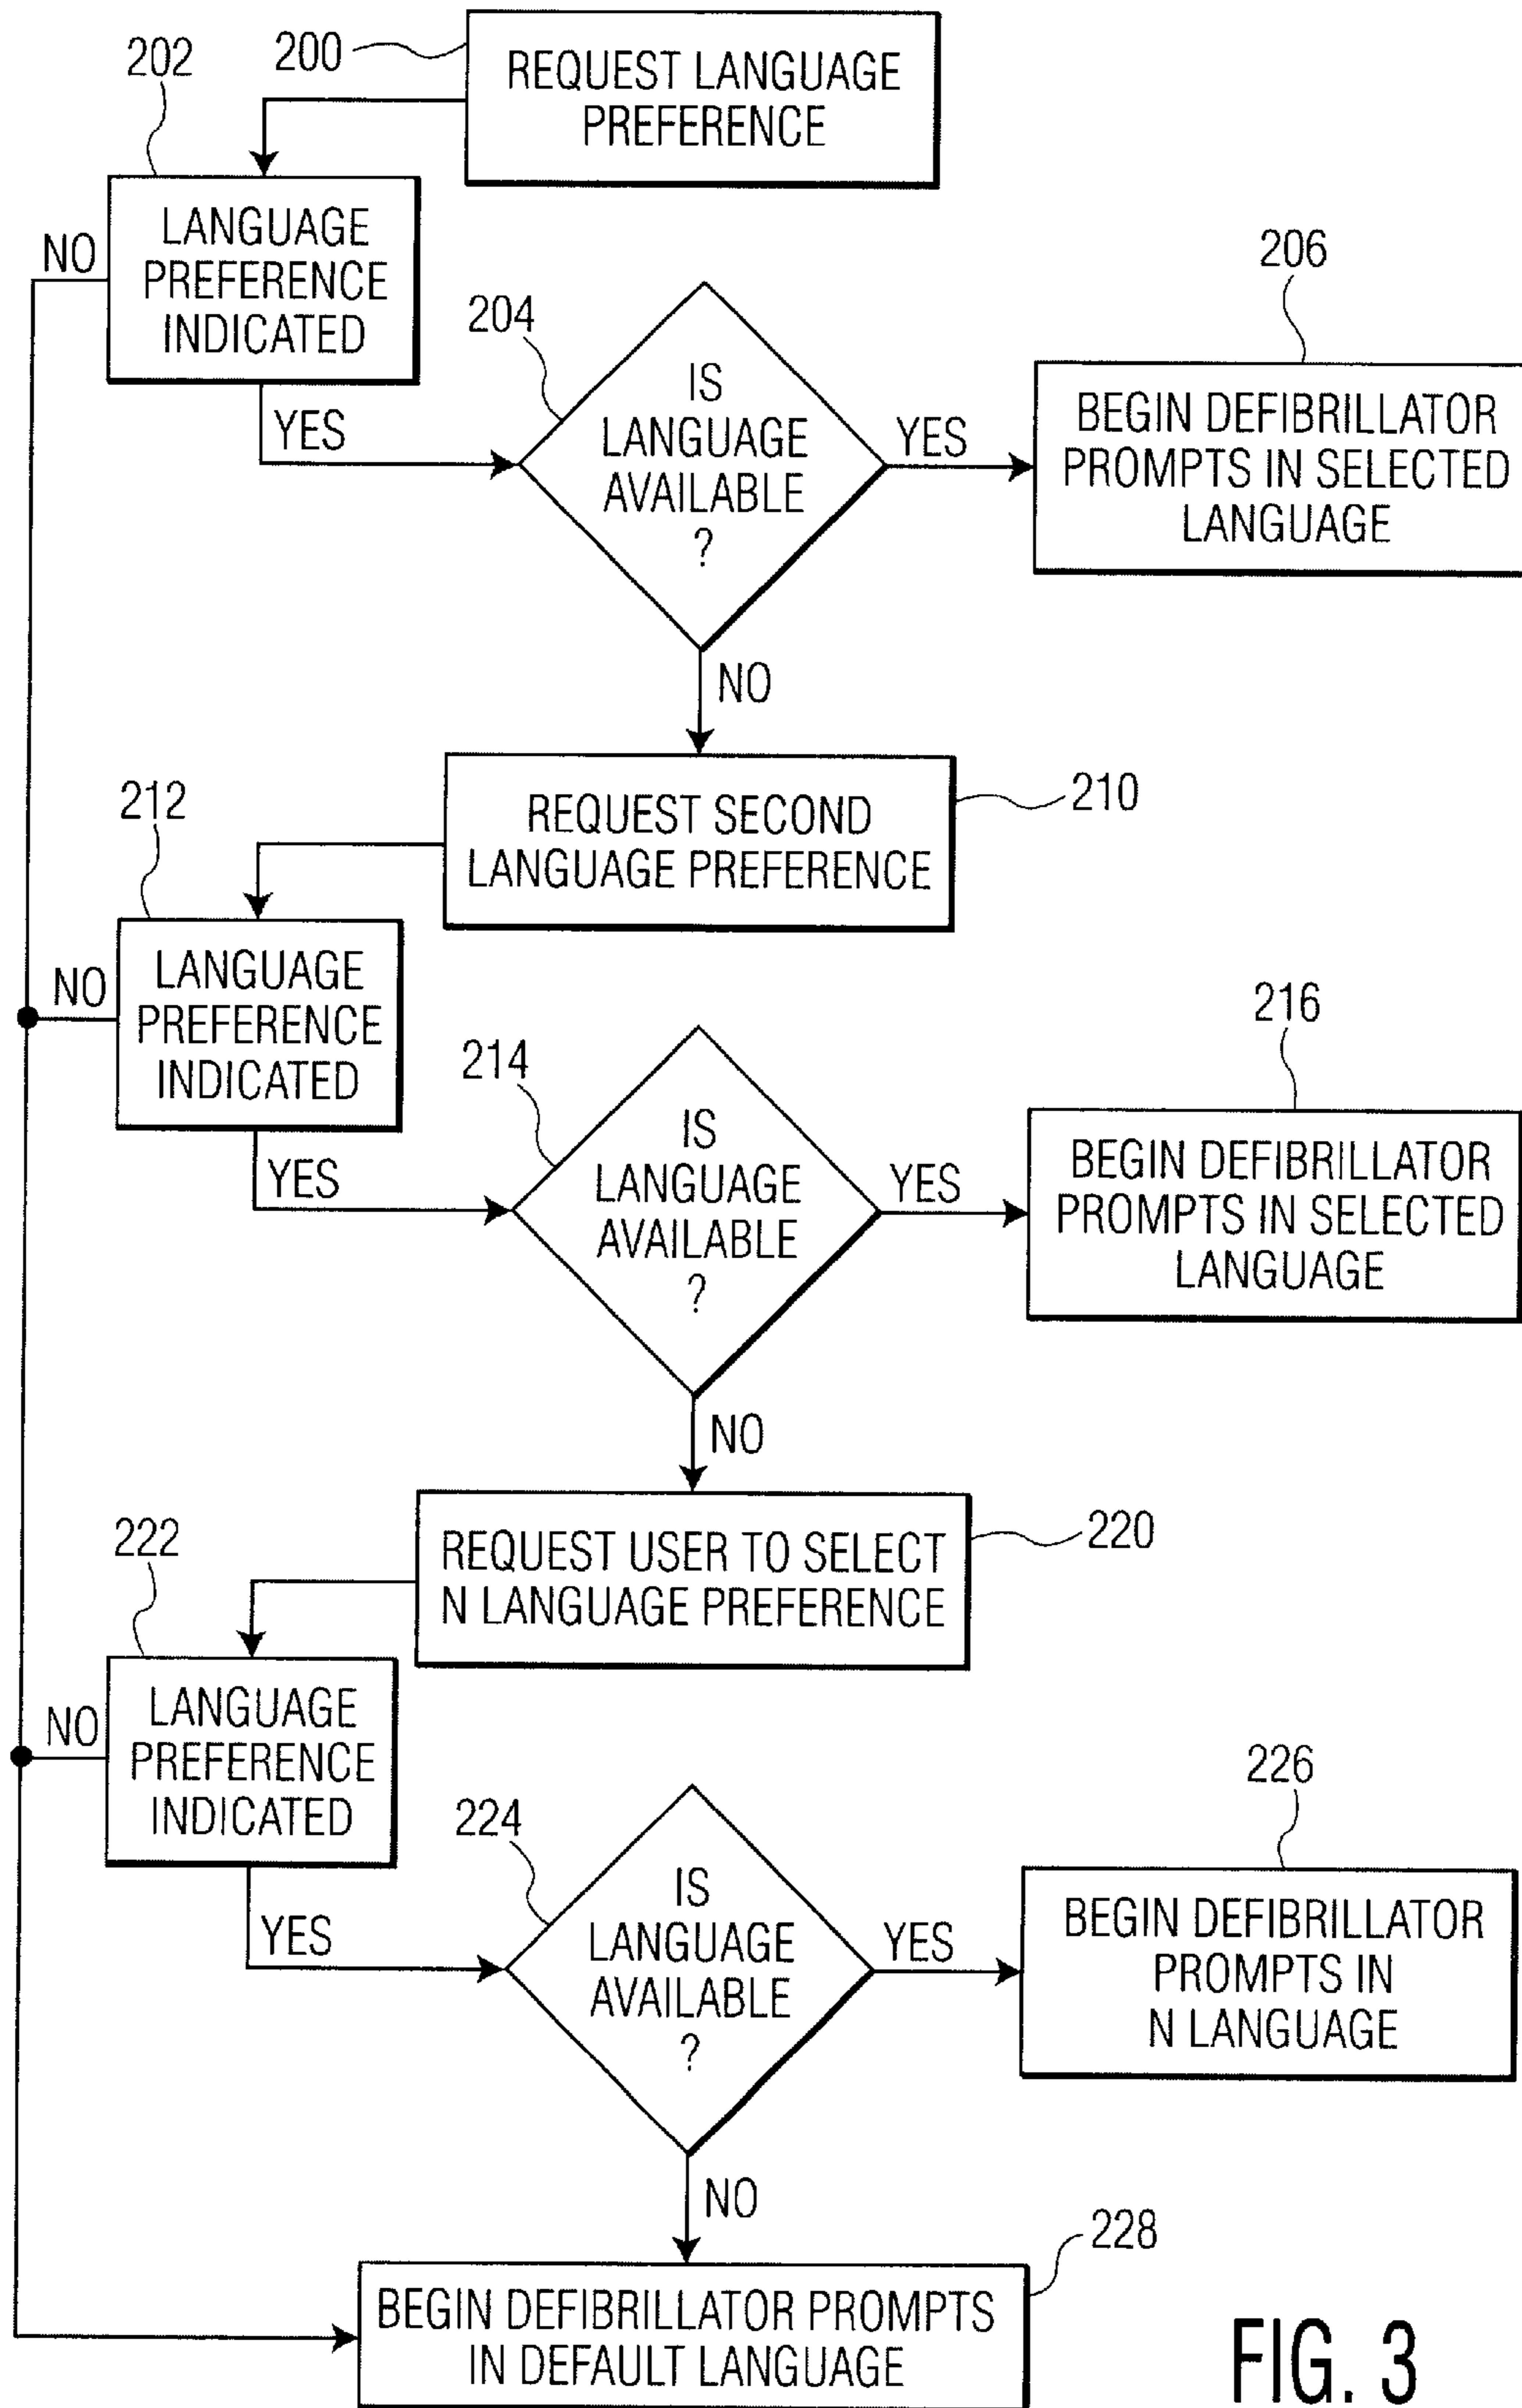 200
REQUEST LANGUAGE
PREFERENCE
202
LANGUAGE
PREFERENCE
INDICATED
NO
YES
204
IS
LANGUAGE
AVAILABLE
?
YES
206
BEGIN DEFIBRILLATOR
PROMPTS IN SELECTED
LANGUAGE
NO
REQUEST SECOND
LANGUAGE PREFERENCE
210
212
LANGUAGE
PREFERENCE
INDICATED
NO
YES
214
IS
LANGUAGE
AVAILABLE
?
YES
216
BEGIN DEFIBRILLATOR
PROMPTS IN SELECTED
LANGUAGE
NO
REQUEST USER TO SELECT
N LANGUAGE PREFERENCE
220
222
LANGUAGE
PREFERENCE
INDICATED
NO
YES
224
IS
LANGUAGE
AVAILABLE
?
YES
226
BEGIN DEFIBRILLATOR
PROMPTS IN
N LANGUAGE
NO
228
BEGIN DEFIBRILLATOR PROMPTS
IN DEFAULT LANGUAGE
FIG. 3